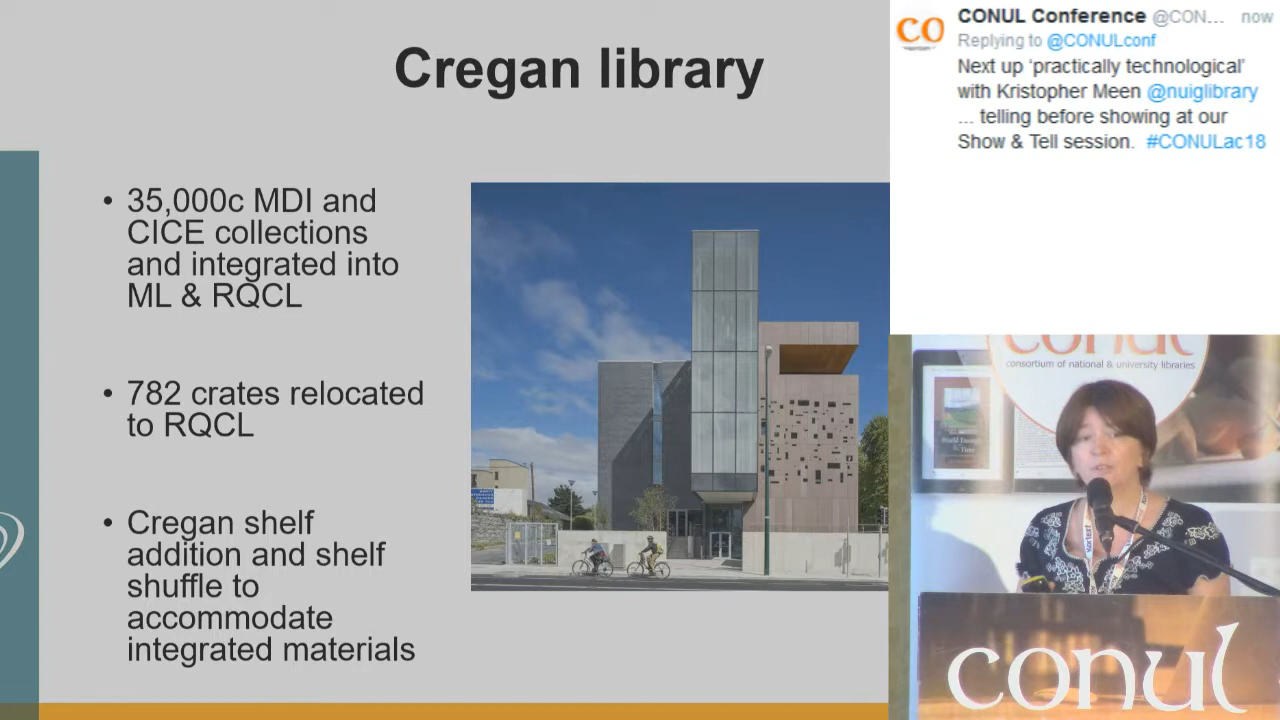 Cregan library
• 35,000c MDI and
CICE collections
and integrated into
ML & RQCL
• 782 crates relocated
to RQCL
• Cregan shelf
addition and shelf
shuffle to
accommodate
integrated materials
CO
CONUL Conference @CON... now
Replying to @CONULconf
Next up ‘practically technological’
with Kristopher Meen @nuiglibrary
... telling before showing at our
Show & Tell session. #CONULac18
conul
consortium of national & university libraries
conul